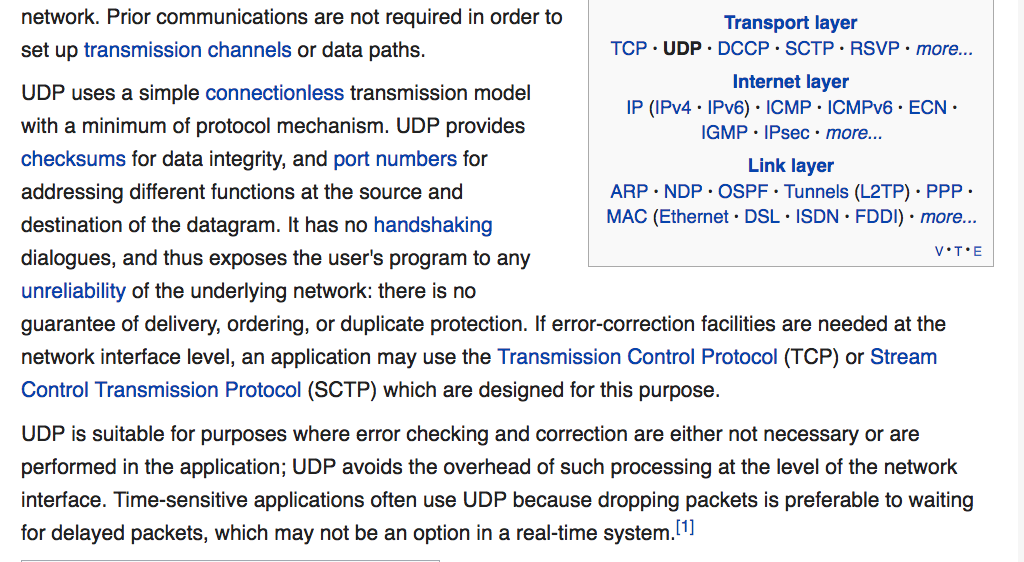 network. Prior communications are not required in order to
set up transmission channels or data paths.
UDP uses a simple connectionless transmission model
with a minimum of protocol mechanism. UDP provides
checksums for data integrity, and port numbers for
addressing different functions at the source and
destination of the datagram. It has no handshaking
dialogues, and thus exposes the user's program to any
unreliability of the underlying network: there is no
guarantee of delivery, ordering, or duplicate protection. If error-correction facilities are needed at the
network interface level, an application may use the Transmission Control Protocol (TCP) or Stream
Control Transmission Protocol (SCTP) which are designed for this purpose.
UDP is suitable for purposes where error checking and correction are either not necessary or are
performed in the application; UDP avoids the overhead of such processing at the level of the network
interface. Time-sensitive applications often use UDP because dropping packets is preferable to waiting
for delayed packets, which may not be an option in a real-time system.[1]
Transport layer
TCP · UDP · DCCP · SCTP · RSVP · more...
Internet layer
IP (IPv4 · IPv6) · ICMP · ICMPv6 · ECN ·
IGMP · IPsec · more...
Link layer
ARP · NDP · OSPF · Tunnels (L2TP) · PPP ·
MAC (Ethernet · DSL · ISDN · FDDI) · more...
V · T · E